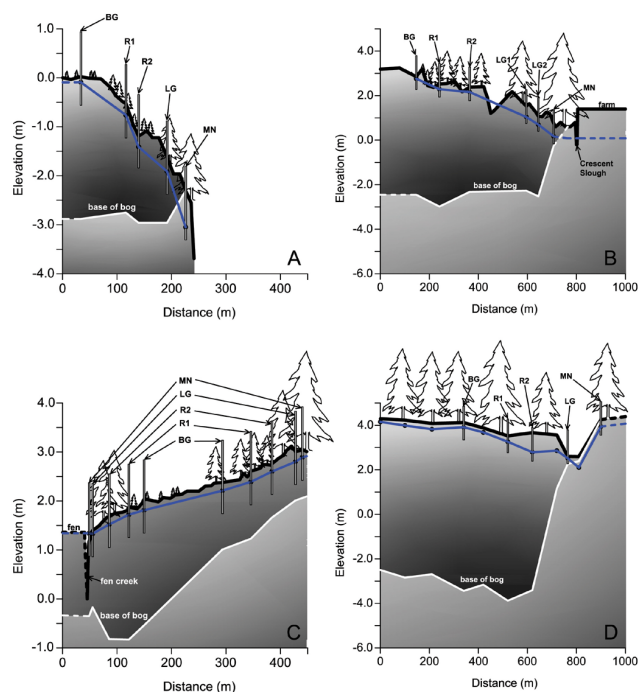 BG
R1
R2
LG
MN
1.0
0.0
-1.0
-2.0
-3.0
-4.0
Elevation (m)
base of bog
A
0 100 200 300 400
Distance (m)
BG
R1
R2
LG1
LG2
MN
farm
4.0
2.0
0.0
-2.0
-4.0
-6.0
Elevation (m)
Crescent
Slough
base of bog
B
0 200 400 600 800 1000
Distance (m)
MN
LG
R2
R1
BG
4.0
3.0
2.0
1.0
0.0
-1.0
Elevation (m)
fen
fen creek
base of bog
C
0 100 200 300 400
Distance (m)
BG
R1
R2
LG
MN
6.0
4.0
2.0
0.0
-2.0
-4.0
-6.0
Elevation (m)
base of bog
D
0 200 400 600 800 1000
Distance (m)